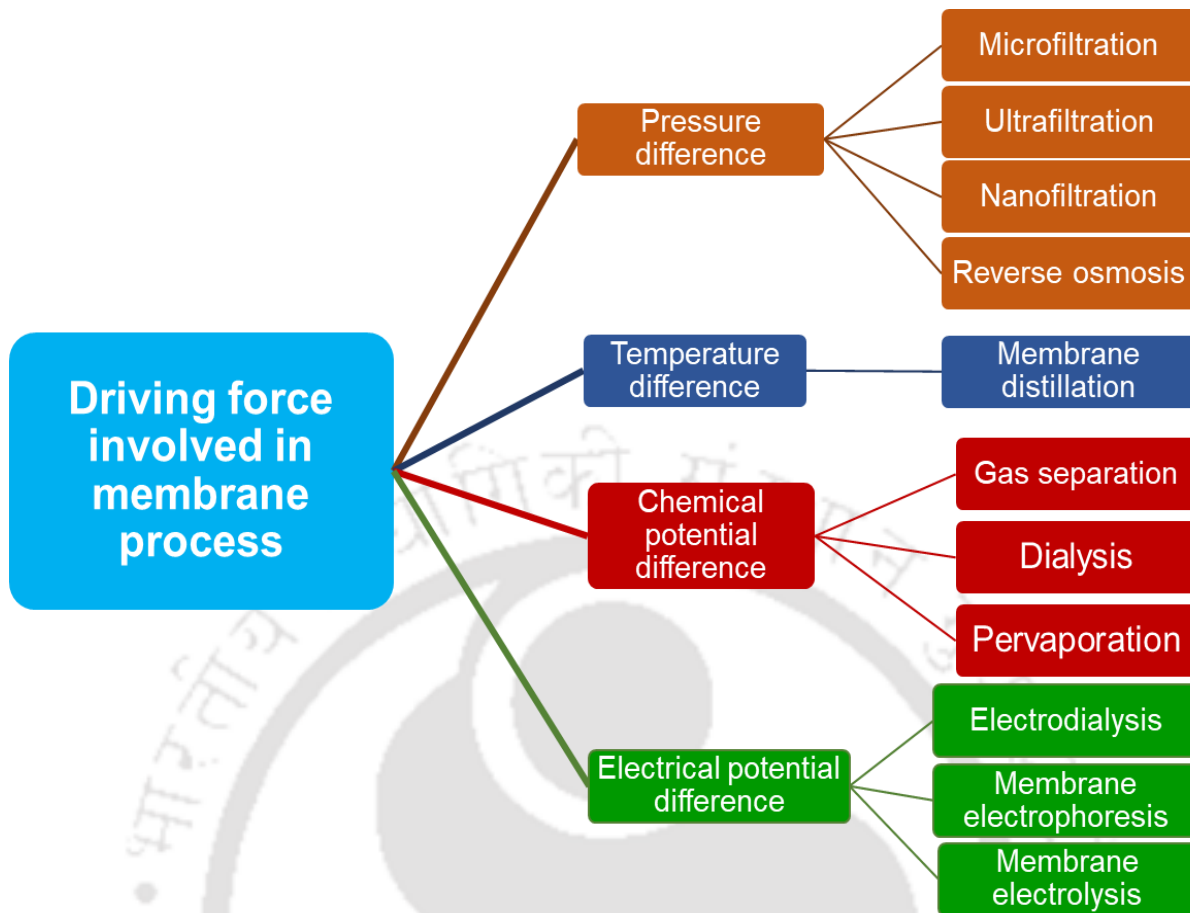 Driving force
involved in
membrane
process
Pressure
difference
Microfiltration
Ultrafiltration
Nanofiltration
Reverse osmosis
Temperature
difference
Membrane
distillation
Chemical
potential
difference
Gas separation
Dialysis
Pervaporation
Electrical potential
difference
Electrodialysis
Membrane
electrophoresis
Membrane
electrolysis